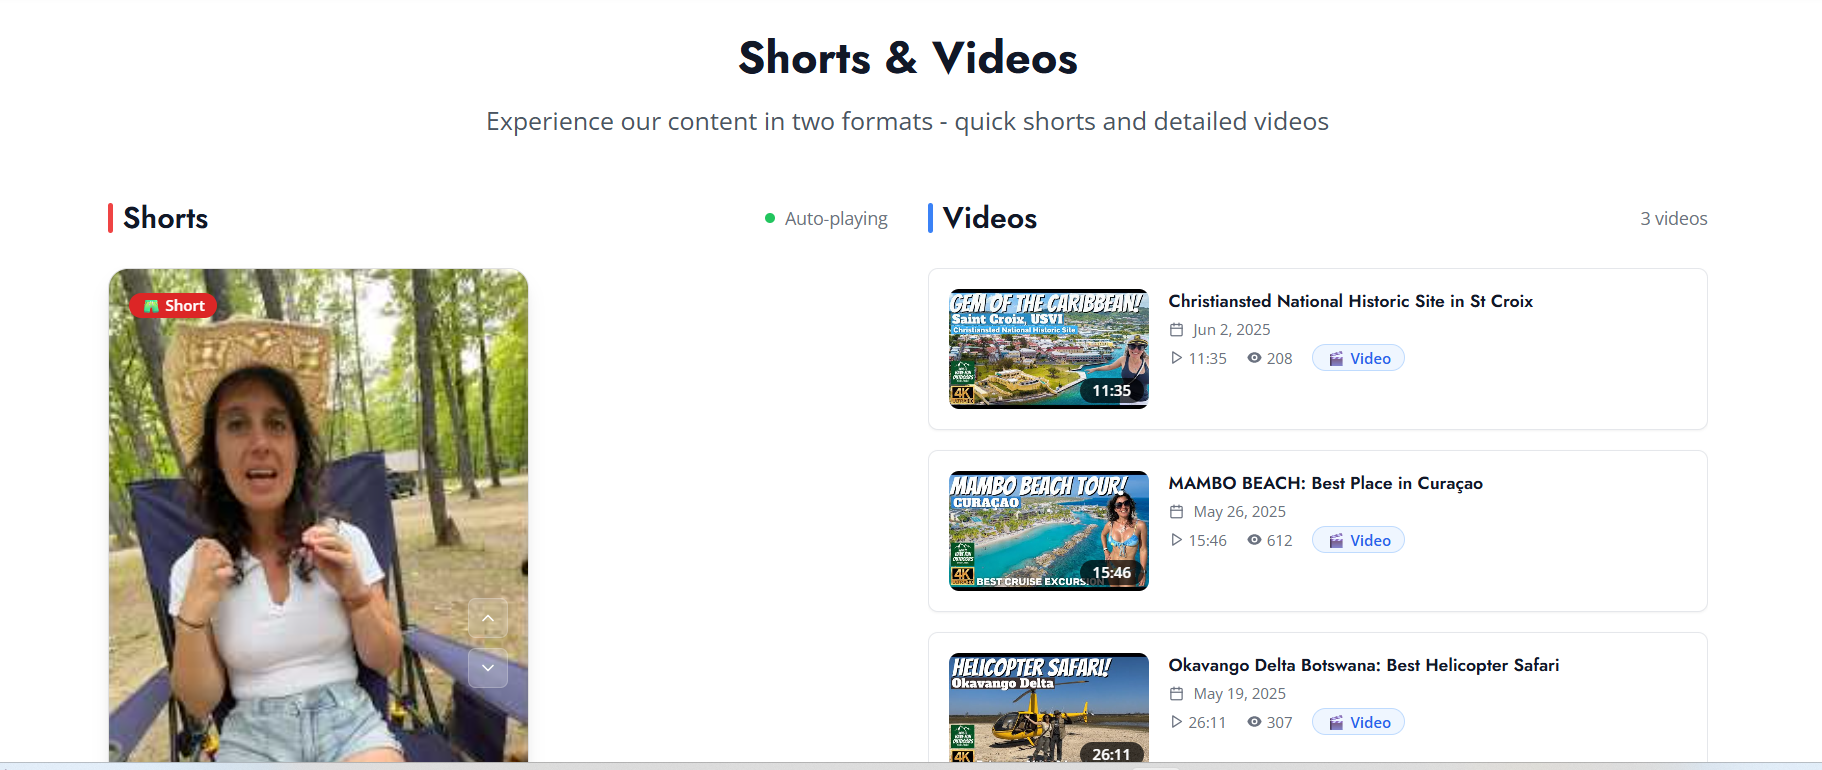 Shorts & Videos
Experience our content in two formats - quick shorts and detailed videos
Shorts
Auto-playing
Short
Videos
3 videos
GEM OF THE CARIBBEAN!
Saint Croix, USVI
Christiansted National Historic Site
4K
11:35
Christiansted National Historic Site in St Croix
Jun 2, 2025
11:35 208 Video
MAMBO BEACH TOUR!
CURAÇAO
4K
BEST CRUISE EXCURS
15:46
MAMBO BEACH: Best Place in Curaçao
May 26, 2025
15:46 612 Video
HELICOPTER SAFARI!
Okavango Delta
4K
26:11
Okavango Delta Botswana: Best Helicopter Safari
May 19, 2025
26:11 307 Video